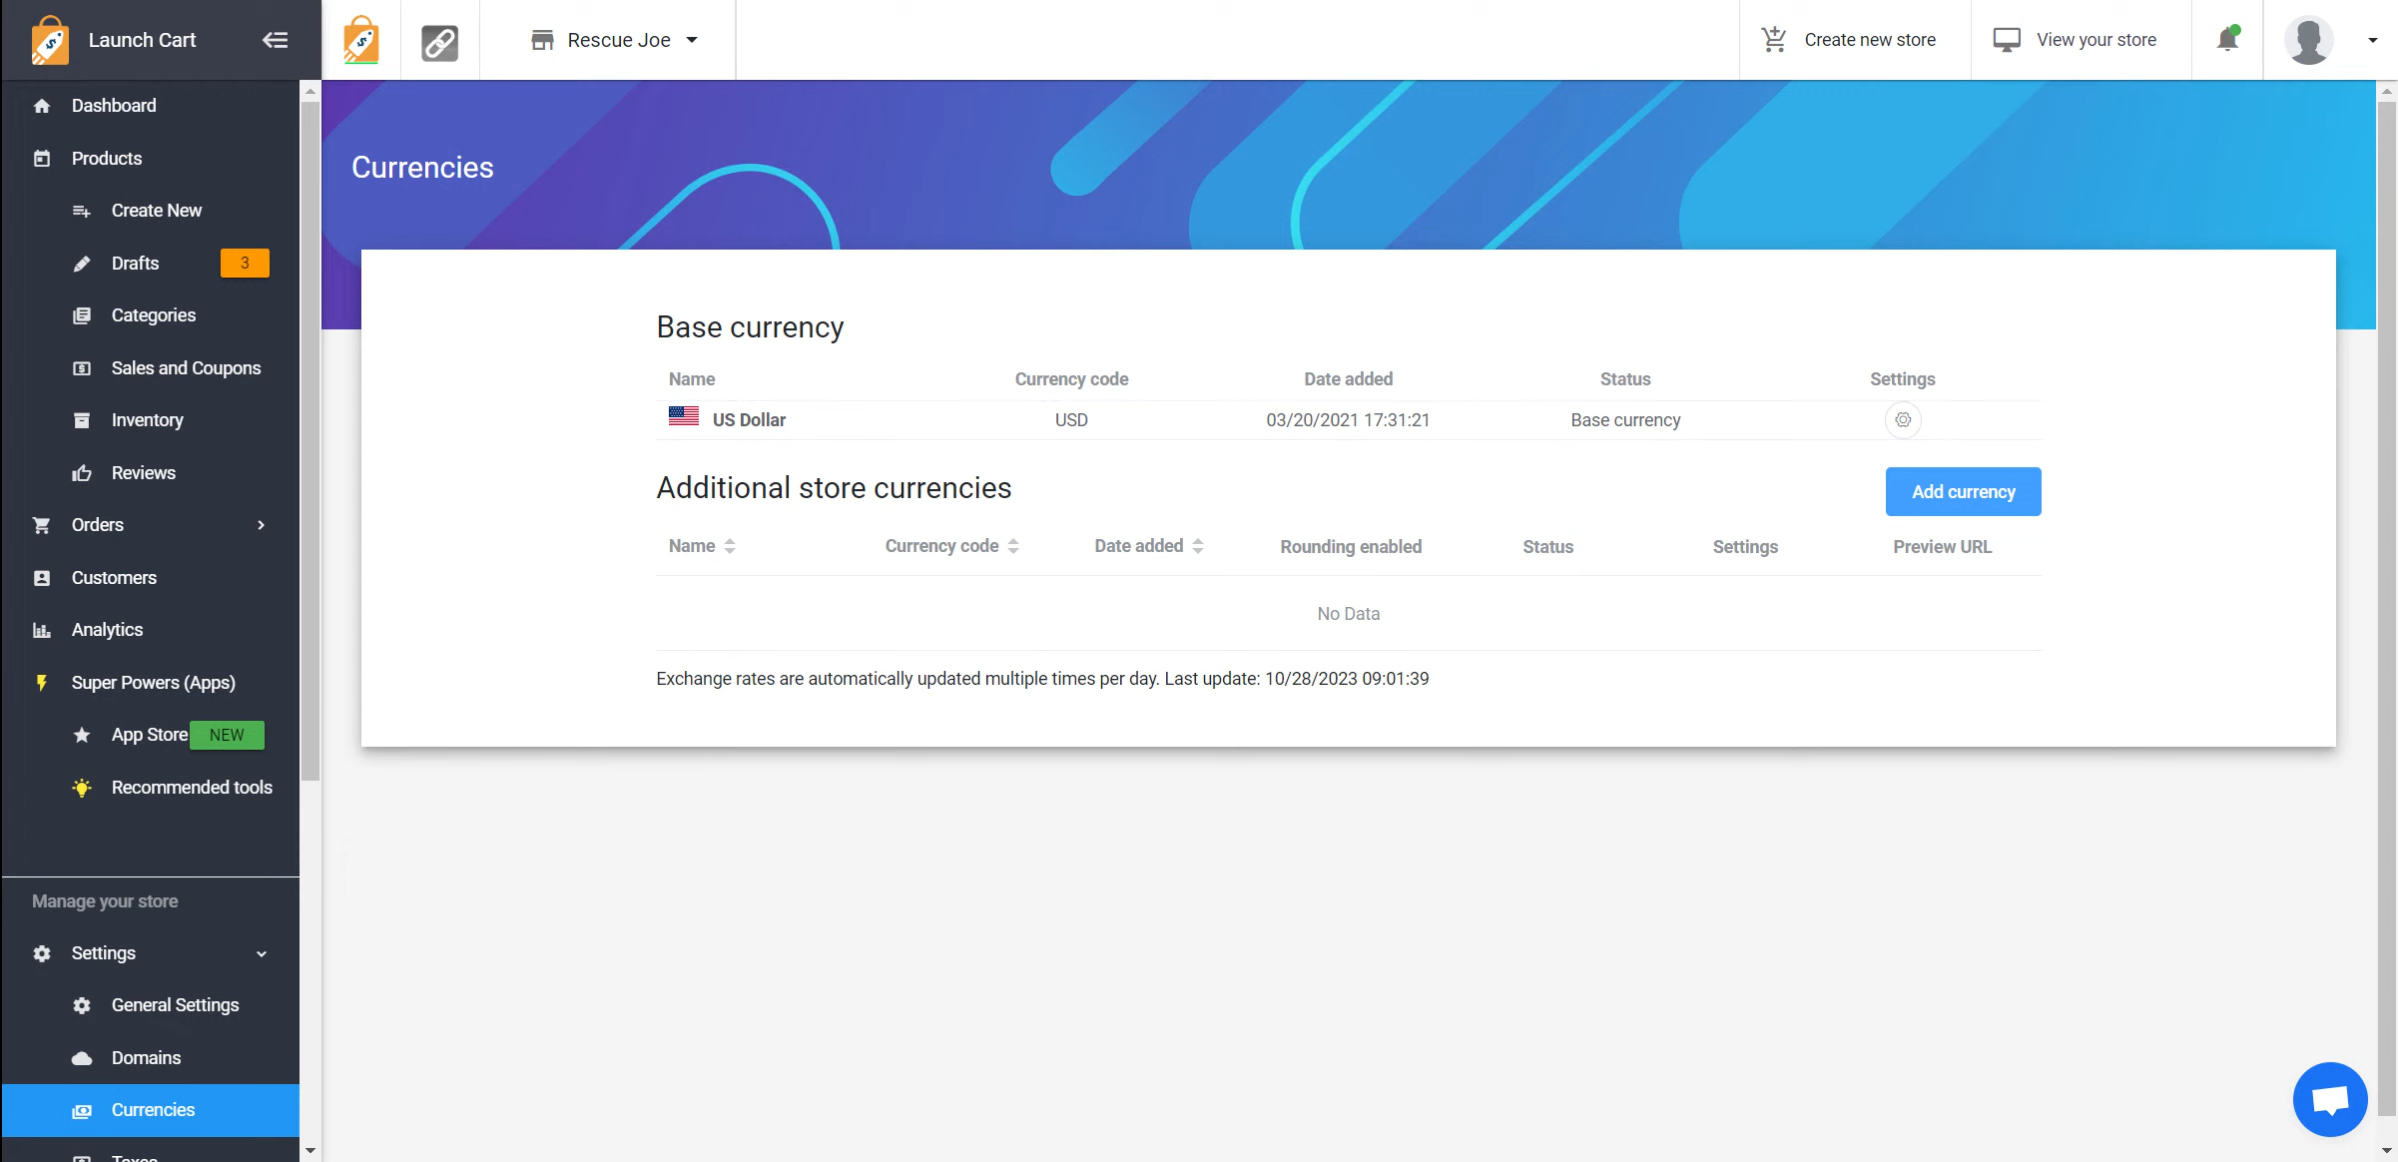 Launch Cart
Rescue Joe
Create new store
View your store
Dashboard
Products
Create New
Drafts 3
Categories
Sales and Coupons
Inventory
Reviews
Orders
Customers
Analytics
Super Powers (Apps)
App Store NEW
Recommended tools
Manage your store
Settings
General Settings
Domains
Currencies
Taxes
Currencies
Base currency
Name Currency code Date added Status Settings
US Dollar USD 03/20/2021 17:31:21 Base currency
Additional store currencies
Add currency
Name Currency code Date added Rounding enabled Status Settings Preview URL
No Data
Exchange rates are automatically updated multiple times per day. Last update: 10/28/2023 09:01:39